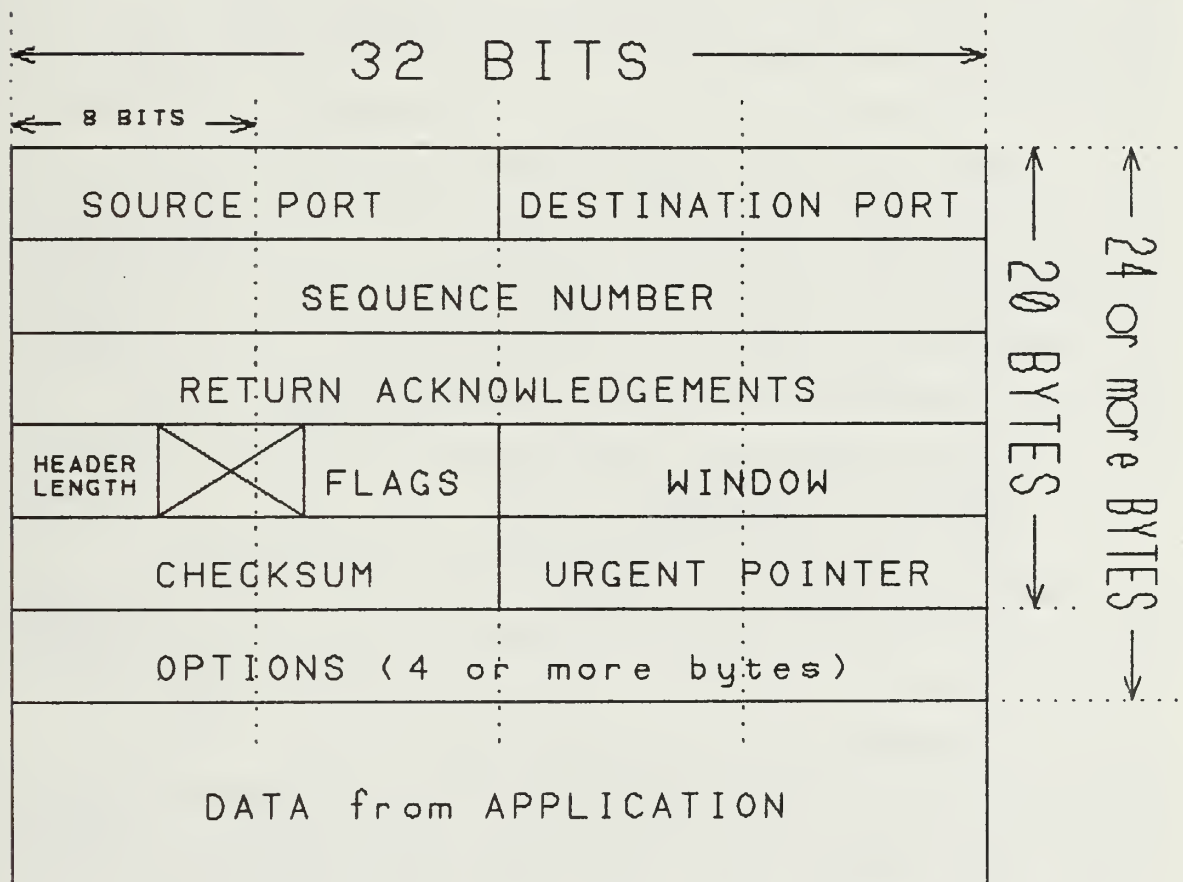 32 BITS
8 BITS
SOURCE PORT
DESTINATION PORT
SEQUENCE NUMBER
RETURN ACKNOWLEDGEMENTS
HEADER
LENGTH
FLAGS
WINDOW
CHECKSUM
URGENT POINTER
OPTIONS (4 or more bytes)
DATA from APPLICATION
20 BYTES
24 or more BYTES